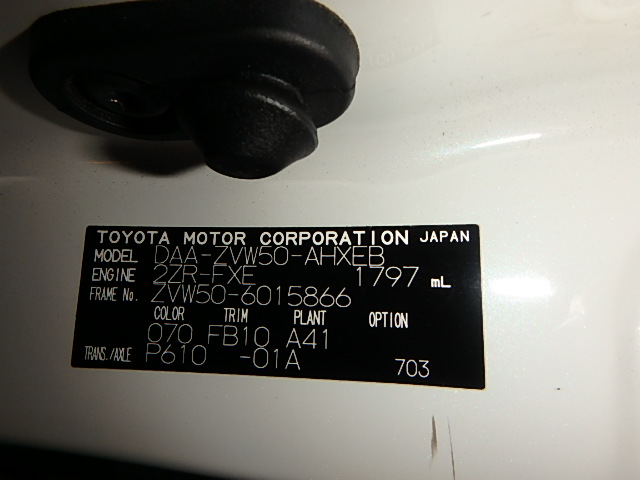 TOYOTA MOTOR CORPORATION JAPAN
MODEL DAA-ZVW50-AHXEB
ENGINE 2ZR-FXE 1797 mL
FRAME No. ZVW50-6015866
COLOR TRIM PLANT OPTION
070 FB10 A41
TRANS./AXLE P610 -01A 703